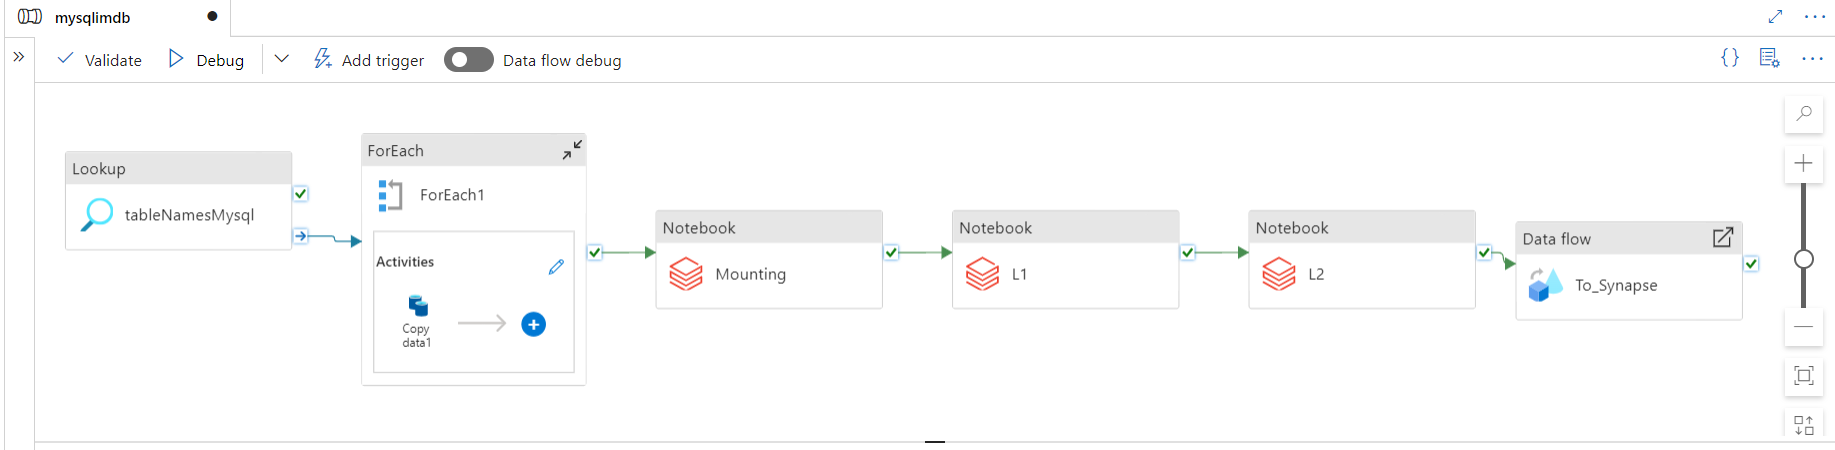 mysqlimdb
Validate Debug Add trigger Data flow debug
Lookup
tableNamesMysql
ForEach
ForEach1
Activities
Copy
data1
Notebook
Mounting
Notebook
L1
Notebook
L2
Data flow
To_Synapse